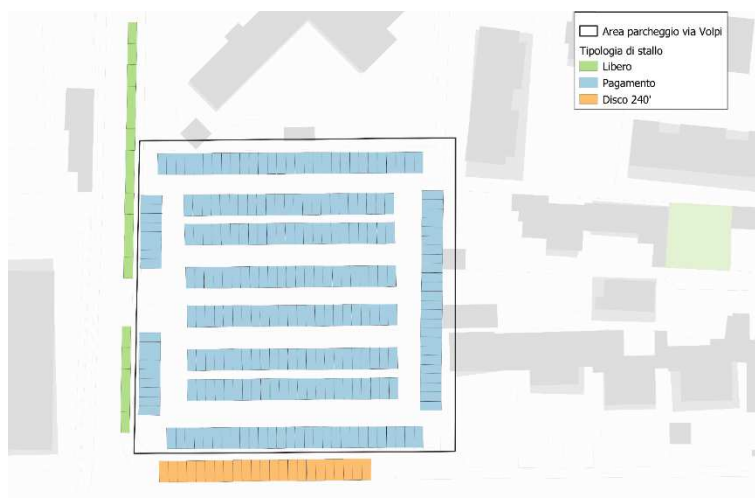 Area parcheggio via Volpi
Tipologia di stallo
Libero
Pagamento
Disco 240'